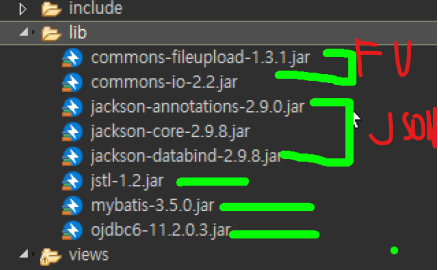 include
lib
commons-fileupload-1.3.1.jar
FU
commons-io-2.2.jar
jackson-annotations-2.9.0.jar
jackson-core-2.9.8.jar
JSON
jackson-databind-2.9.8.jar
jstl-1.2.jar
mybatis-3.5.0.jar
ojdbc6-11.2.0.3.jar
views